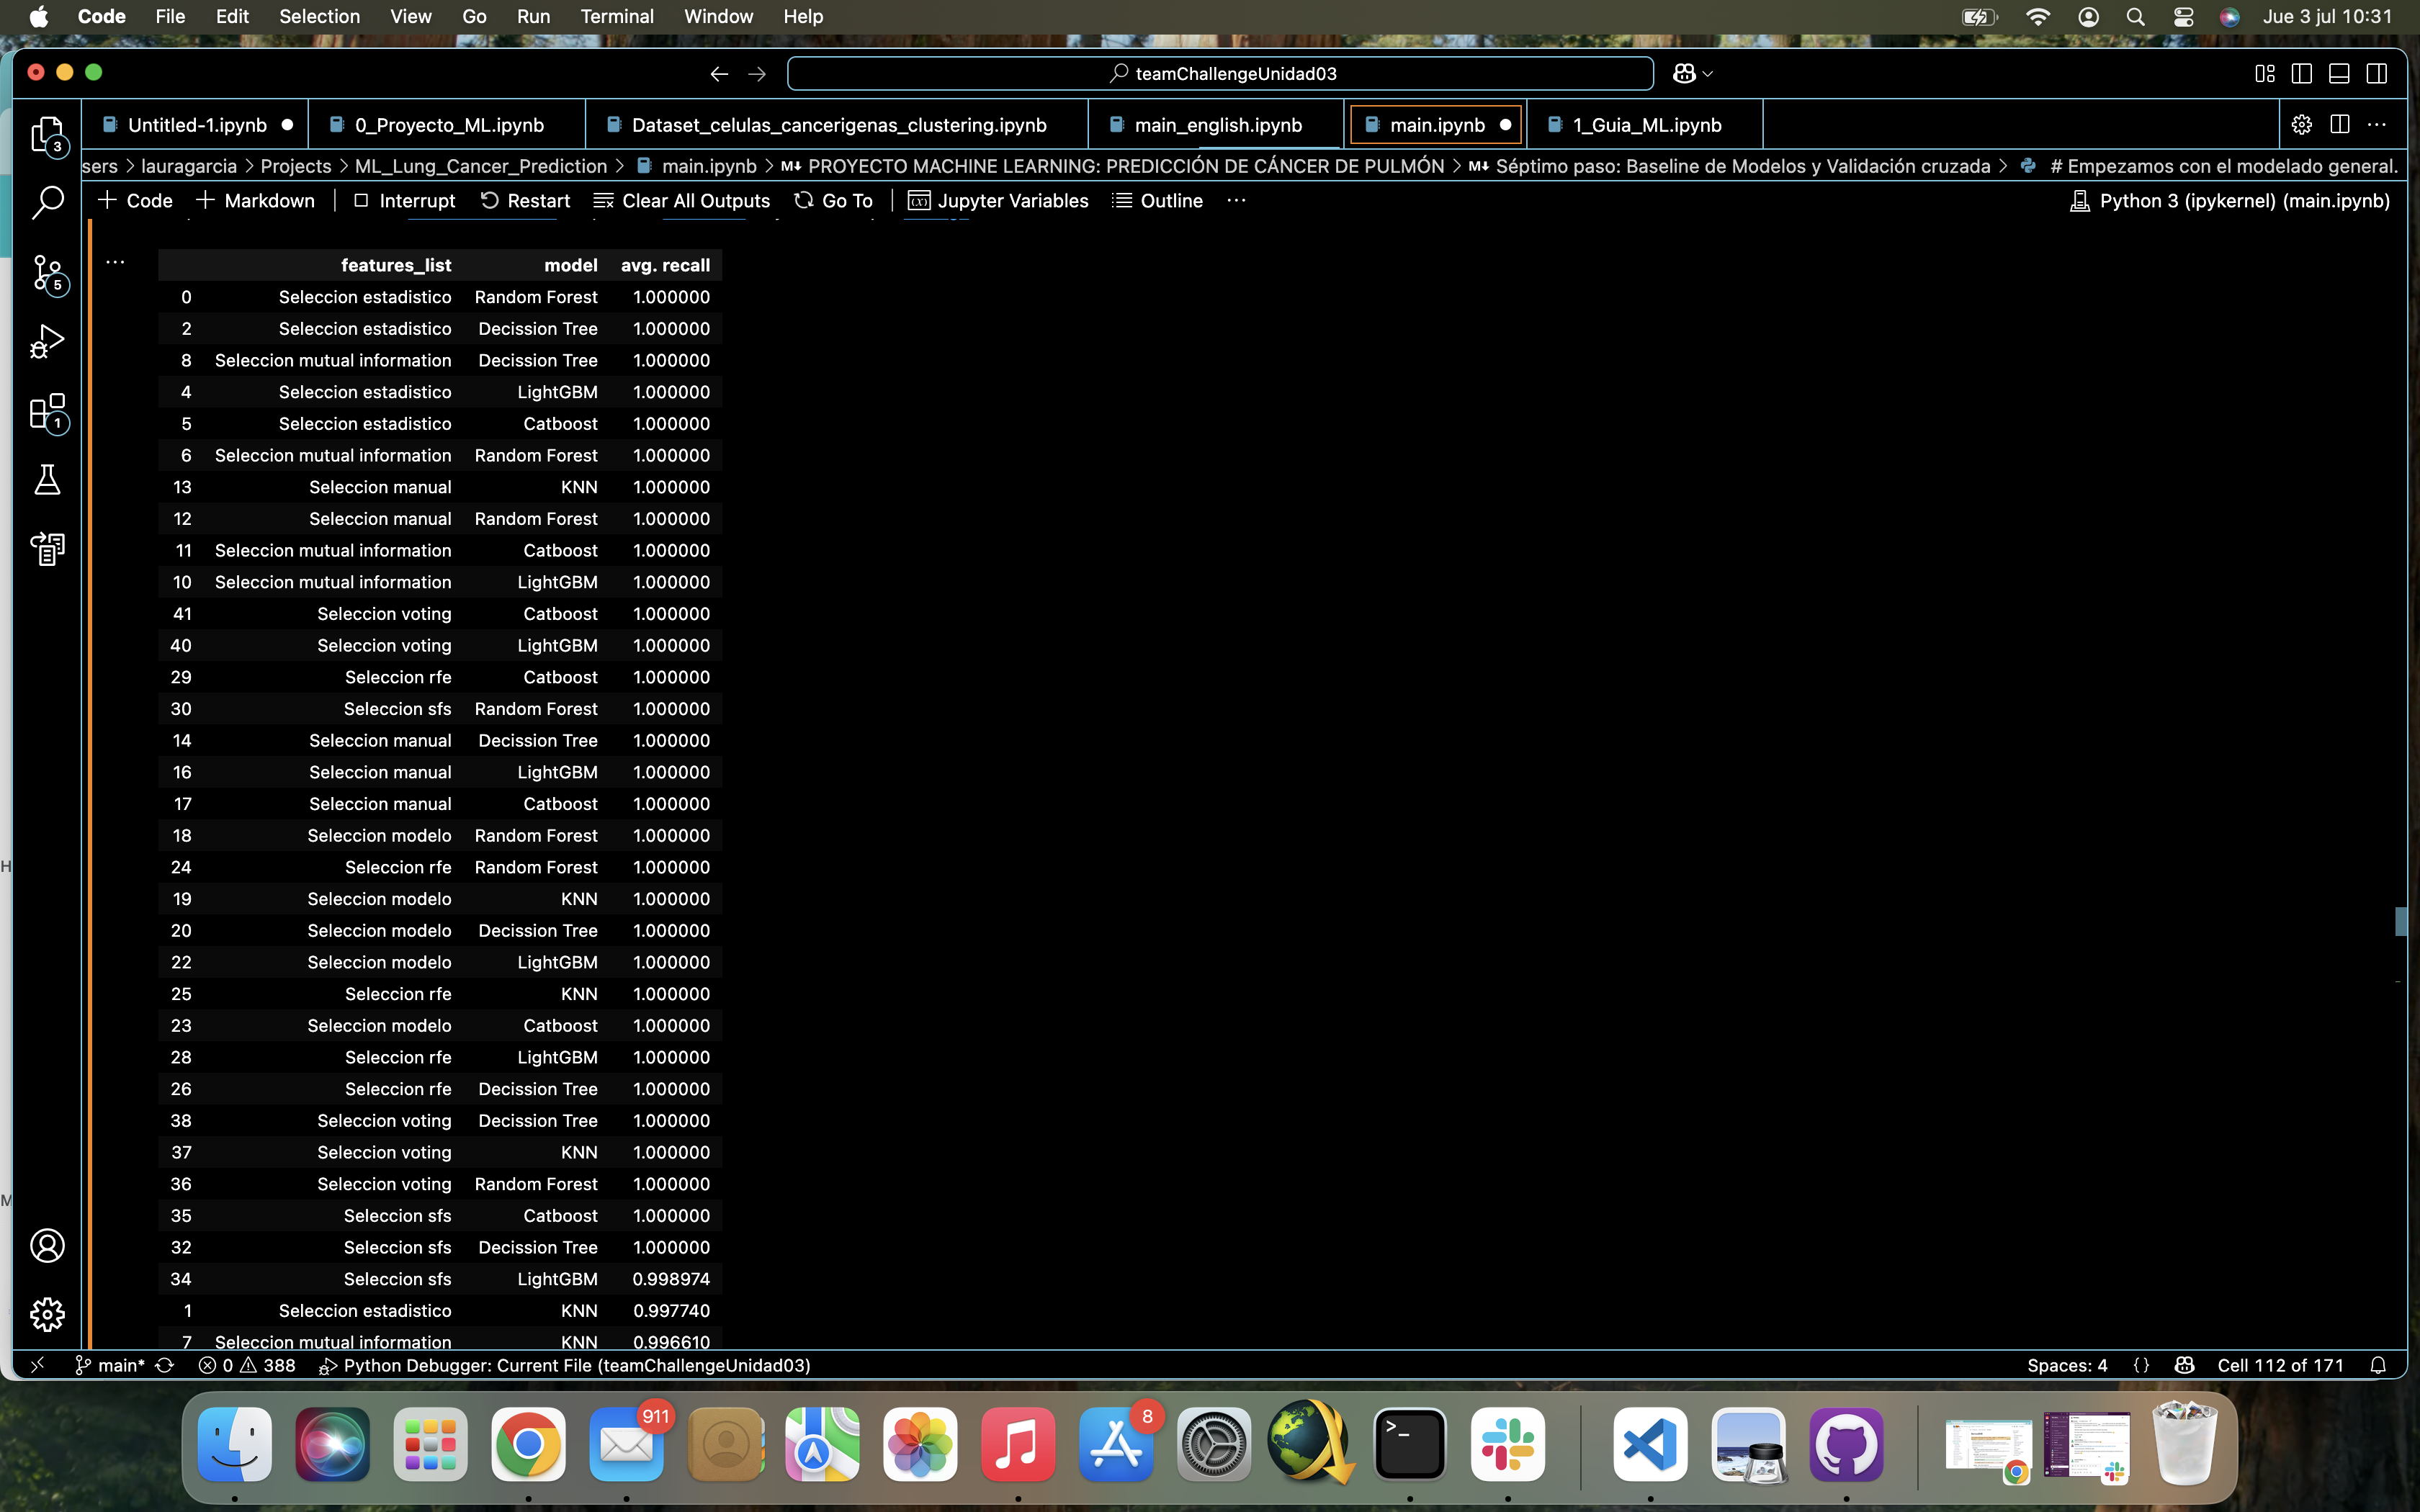 Code File Edit Selection View Go Run Terminal Window Help Jue 3 jul 10:31
teamChallengeUnidad03
Untitled-1.ipynb 0_Proyecto_ML.ipynb Dataset_celulas_cancerigenas_clustering.ipynb main_english.ipynb main.ipynb 1_Guia_ML.ipynb
3
sers > lauragarcia > Projects > ML_Lung_Cancer_Prediction > main.ipynb > M↓ PROYECTO MACHINE LEARNING: PREDICCIÓN DE CÁNCER DE PULMÓN > M↓ Séptimo paso: Baseline de Modelos y Validación cruzada > # Empezamos con el modelado general.
+ Code + Markdown Interrupt Restart Clear All Outputs Go To Jupyter Variables Outline ... Python 3 (ipykernel) (main.ipynb)
... features_list model avg. recall
5
0 Seleccion estadistico Random Forest 1.000000
2 Seleccion estadistico Decission Tree 1.000000
8 Seleccion mutual information Decission Tree 1.000000
4 Seleccion estadistico LightGBM 1.000000
5 Seleccion estadistico Catboost 1.000000
1
6 Seleccion mutual information Random Forest 1.000000
13 Seleccion manual KNN 1.000000
12 Seleccion manual Random Forest 1.000000
11 Seleccion mutual information Catboost 1.000000
10 Seleccion mutual information LightGBM 1.000000
41 Seleccion voting Catboost 1.000000
40 Seleccion voting LightGBM 1.000000
29 Seleccion rfe Catboost 1.000000
30 Seleccion sfs Random Forest 1.000000
14 Seleccion manual Decission Tree 1.000000
16 Seleccion manual LightGBM 1.000000
17 Seleccion manual Catboost 1.000000
18 Seleccion modelo Random Forest 1.000000
24 Seleccion rfe Random Forest 1.000000
19 Seleccion modelo KNN 1.000000
20 Seleccion modelo Decission Tree 1.000000
22 Seleccion modelo LightGBM 1.000000
25 Seleccion rfe KNN 1.000000
23 Seleccion modelo Catboost 1.000000
28 Seleccion rfe LightGBM 1.000000
26 Seleccion rfe Decission Tree 1.000000
38 Seleccion voting Decission Tree 1.000000
37 Seleccion voting KNN 1.000000
36 Seleccion voting Random Forest 1.000000
35 Seleccion sfs Catboost 1.000000
32 Seleccion sfs Decission Tree 1.000000
34 Seleccion sfs LightGBM 0.998974
1 Seleccion estadistico KNN 0.997740
7 Seleccion mutual information KNN 0.996610
main* 0 388 Python Debugger: Current File (teamChallengeUnidad03) Spaces: 4 {} Cell 112 of 171
911 8